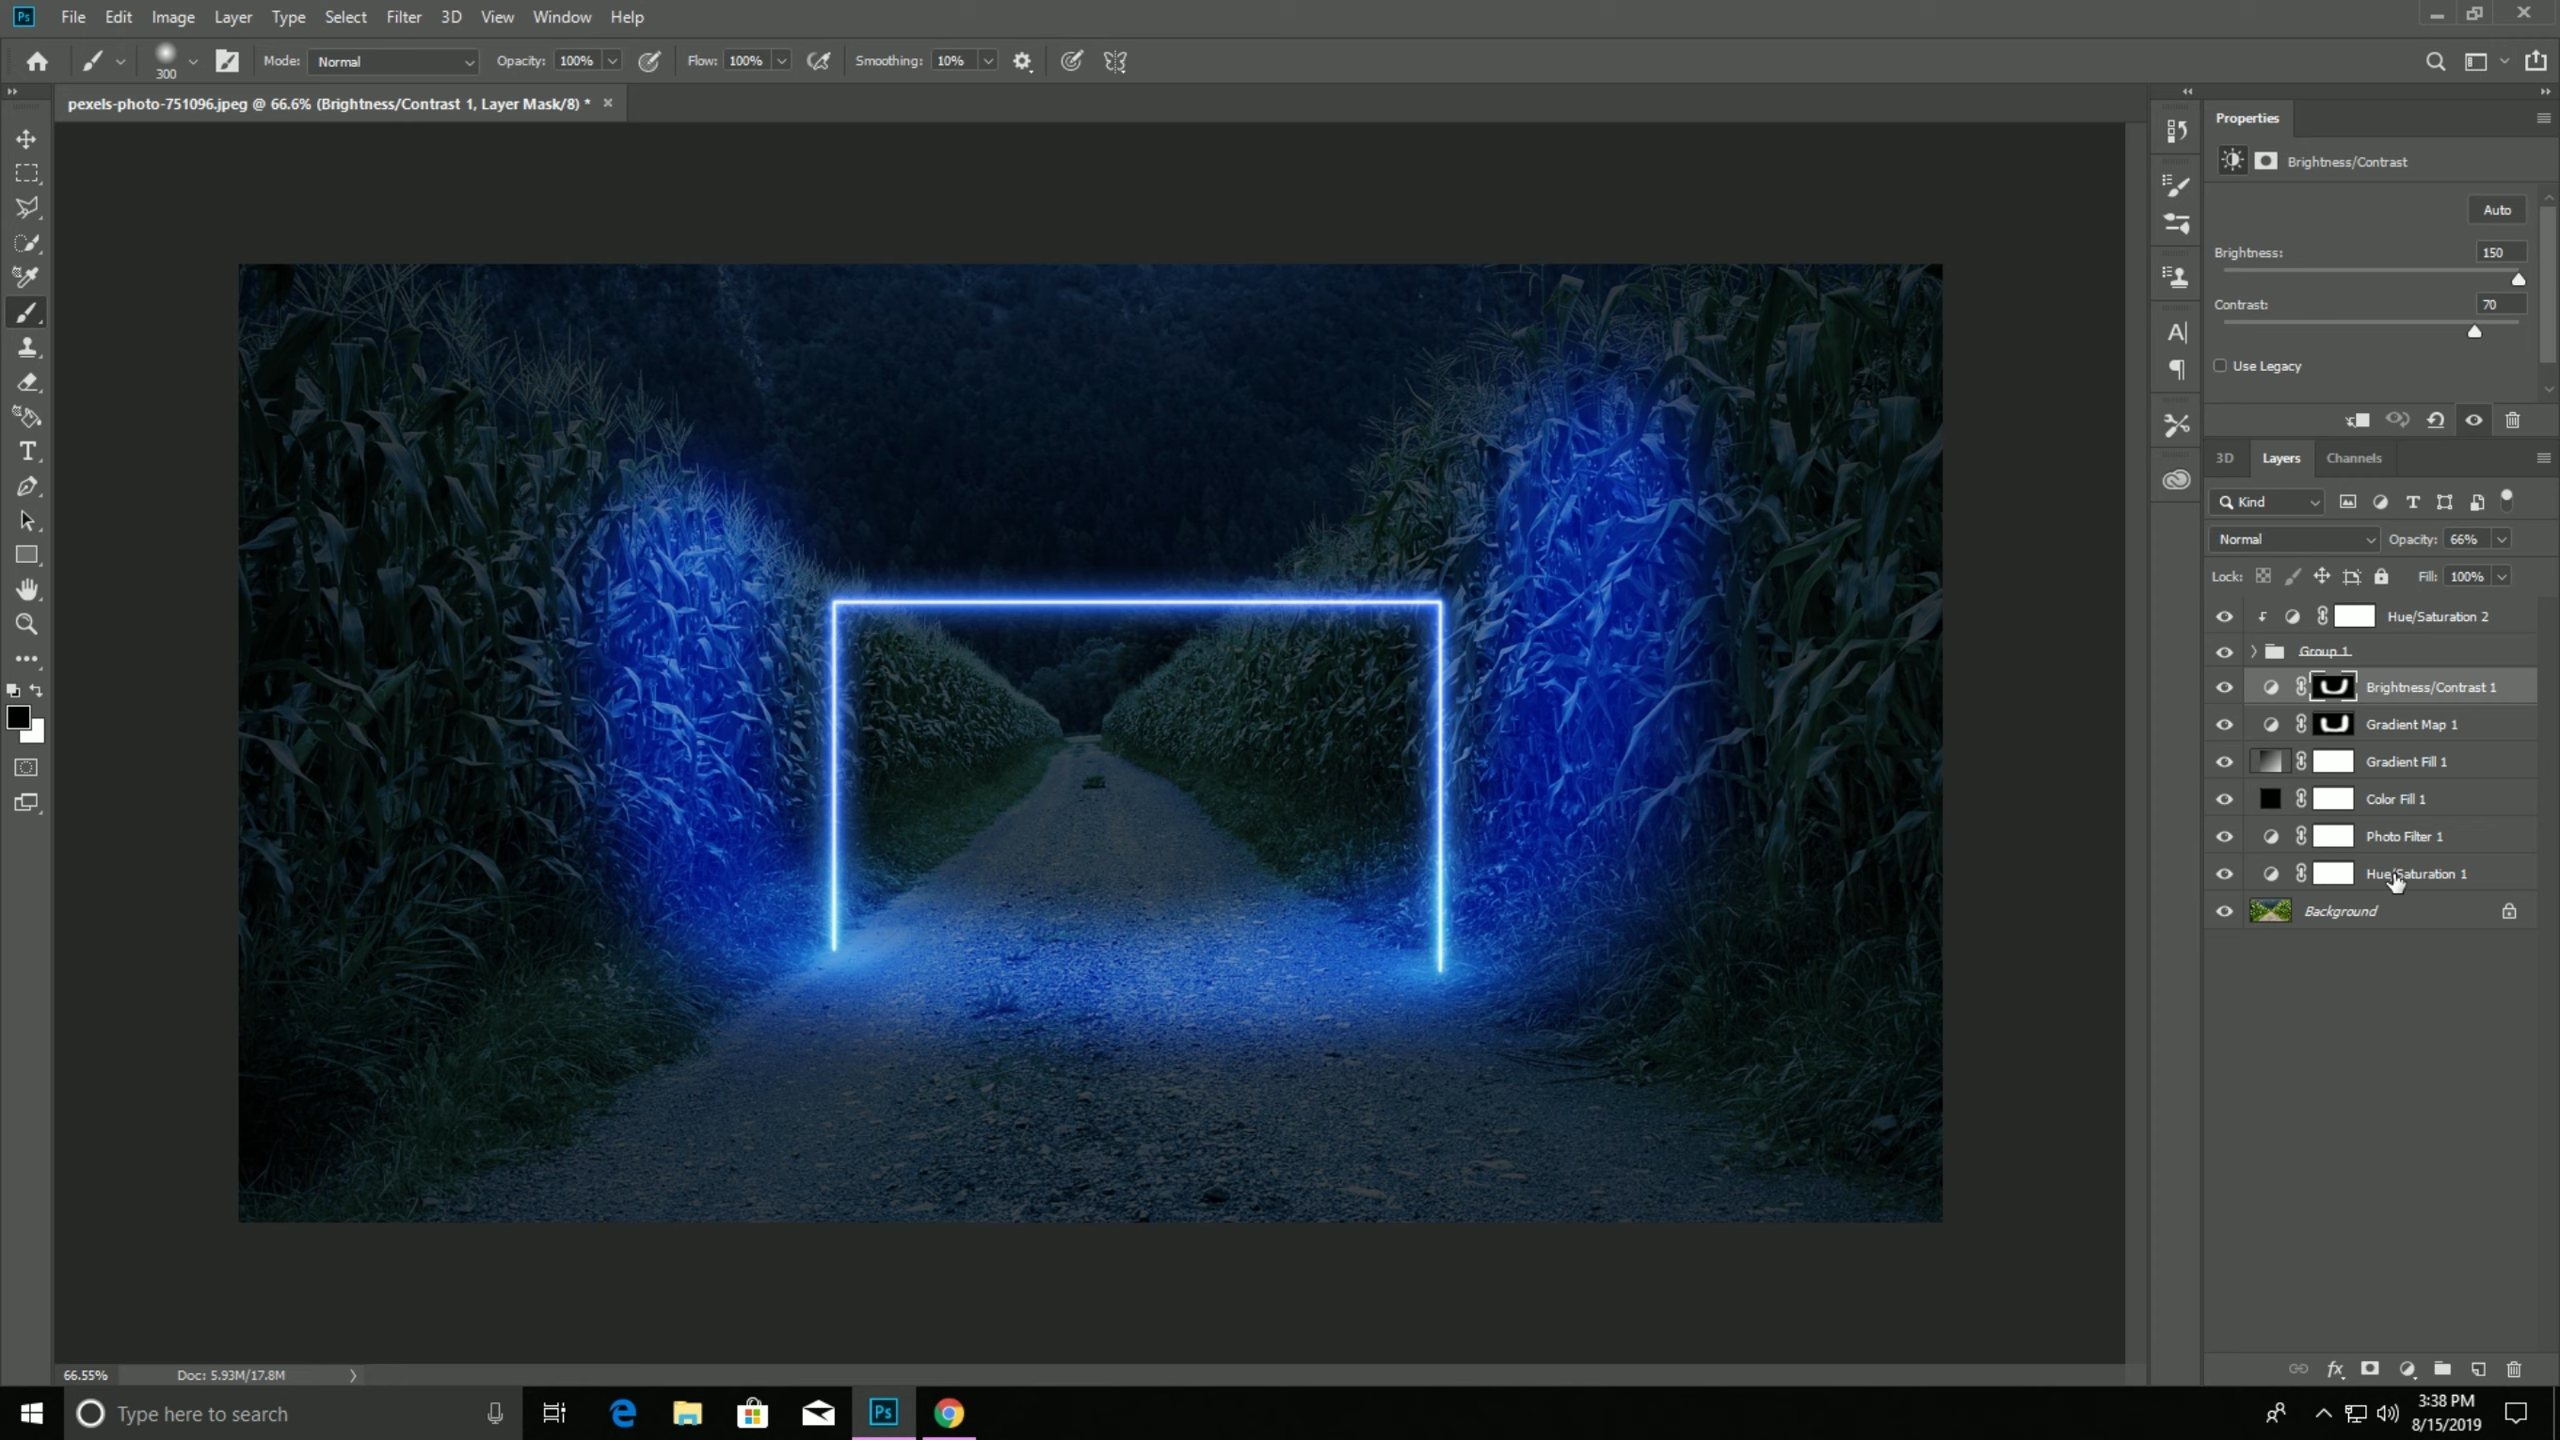 Ps File Edit Image Layer Type Select Filter 3D View Window Help
300 Mode: Normal Opacity: 100% Flow: 100% Smoothing: 10%
pexels-photo-751096.jpeg @ 66.6% (Brightness/Contrast 1, Layer Mask/8) * ×
Properties
Brightness/Contrast
Auto
Brightness: 150
Contrast: 70
Use Legacy
3D Layers Channels
Kind
Normal Opacity: 66%
Lock: Fill: 100%
Hue/Saturation 2
Group 1
Brightness/Contrast 1
Gradient Map 1
Gradient Fill 1
Color Fill 1
Photo Filter 1
Hue/Saturation 1
Background
66.55% Doc: 5.93M/17.8M
Type here to search
Ps
3:38 PM
8/15/2019